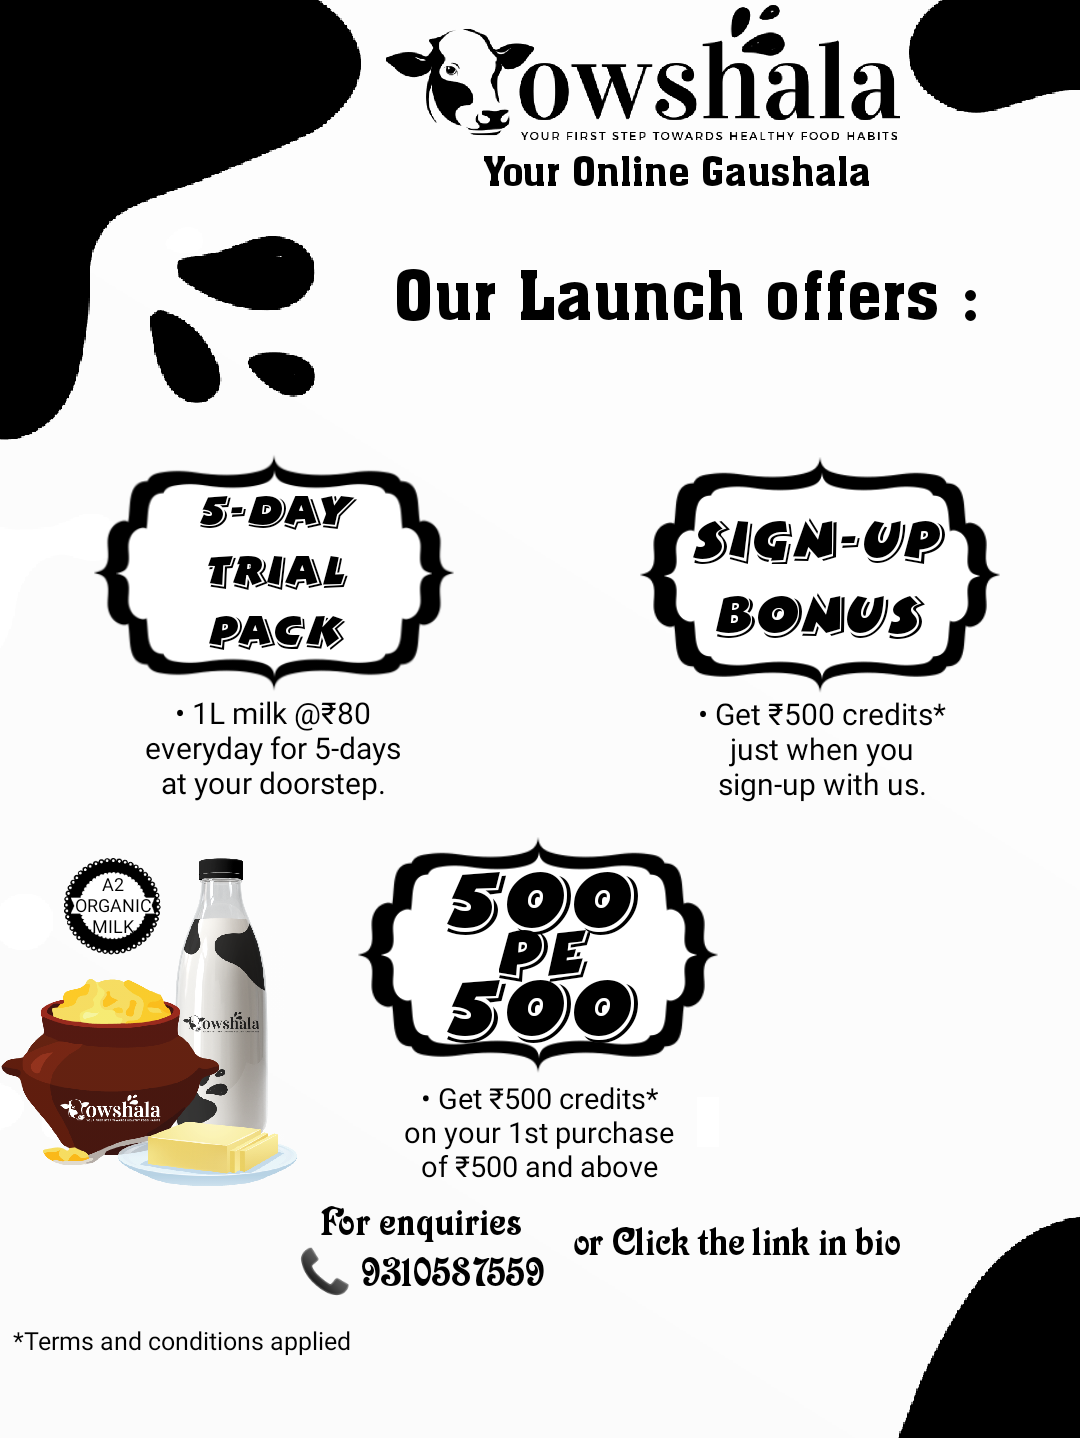 Cowshala
YOUR FIRST STEP TOWARDS HEALTHY FOOD HABITS
Your Online Gaushala
Our Launch offers :
5-DAY
TRIAL
PACK
• 1L milk @₹80
everyday for 5-days
at your doorstep.
SIGN-UP
BONUS
• Get ₹500 credits*
just when you
sign-up with us.
A2
ORGANIC
MILK
Cowshala
Cowshala
500
PE
500
• Get ₹500 credits*
on your 1st purchase
of ₹500 and above
For enquiries
9310587559
or Click the link in bio
*Terms and conditions applied